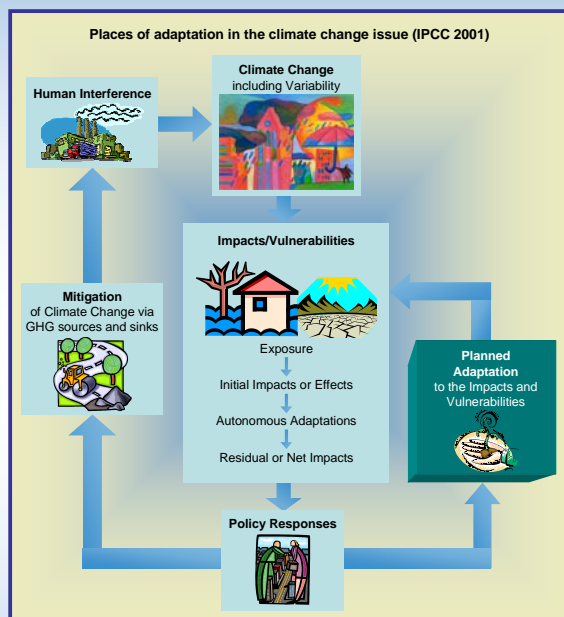 Places of adaptation in the climate change issue (IPCC 2001)
Climate Change
including Variability
Human Interference
Impacts/Vulnerabilities
Exposure
Initial Impacts or Effects
Autonomous Adaptations
Residual or Net Impacts
Mitigation
of Climate Change via
GHG sources and sinks
Planned
Adaptation
to the Impacts and
Vulnerabilities
Policy Responses